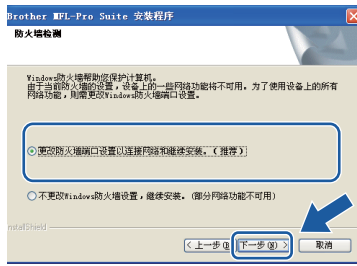 Brother MFL-Pro Suite 安装程序
防火墙检测
Windows防火墙帮助您保护计算机。
由于当前防火墙的设置，设备上的一些网络功能将不可用。为了使用设备上的所有
网络功能，则需更改Windows防火墙端口设置。
更改防火墙端口设置以连接网络和继续安装。(推荐)
不更改Windows防火墙设置，继续安装。(部分网络功能不可用)
nstallShield
< 上一步(B)
下一步(N) >
取消